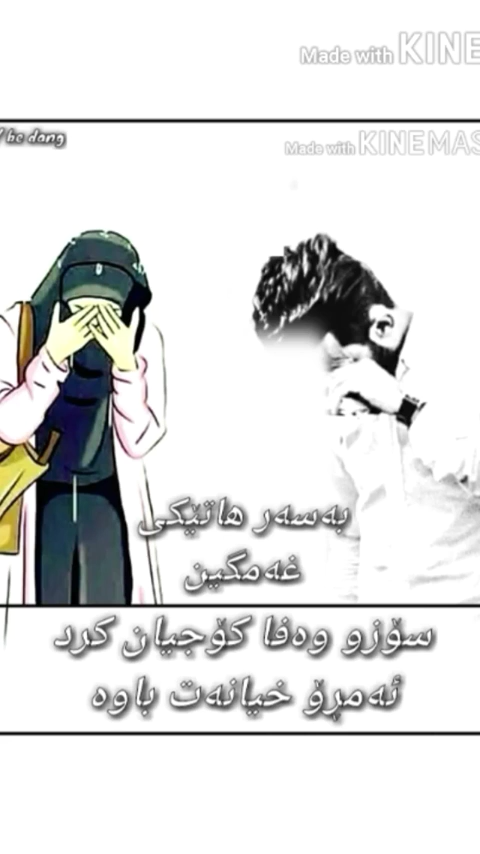 Made with KINE
be dang
Made with KINEMAS
بەسەر هاتێکی
غەمگین
سۆزو وەفا کۆچیان کرد
ئەمڕۆ خیانەت باوە